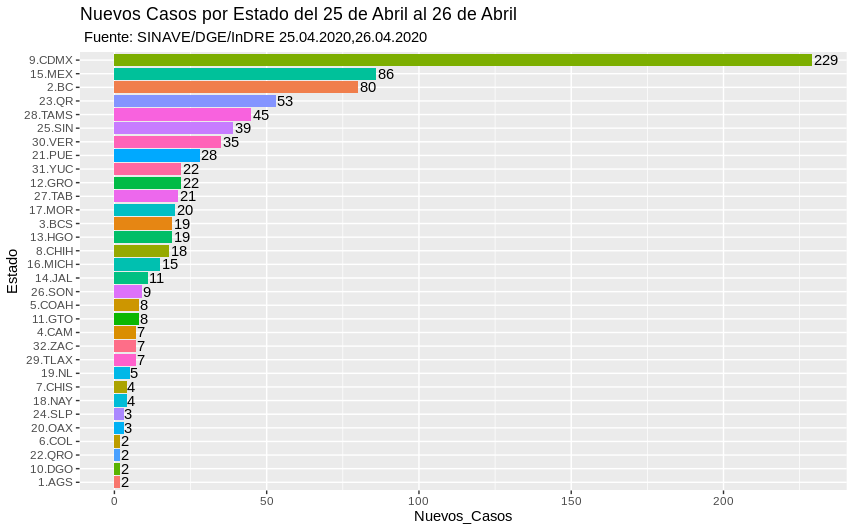 Nuevos Casos por Estado del 25 de Abril al 26 de Abril
Fuente: SINAVE/DGE/InDRE 25.04.2020,26.04.2020
9.CDMX 229
15.MEX 86
2.BC 80
23.QR 53
28.TAMS 45
25.SIN 39
30.VER 35
21.PUE 28
31.YUC 22
12.GRO 22
27.TAB 21
17.MOR 20
3.BCS 19
13.HGO 19
8.CHIH 18
16.MICH 15
14.JAL 11
26.SON 9
5.COAH 8
11.GTO 8
4.CAM 7
32.ZAC 7
29.TLAX 7
19.NL 5
7.CHIS 4
18.NAY 4
24.SLP 3
20.OAX 3
6.COL 2
22.QRO 2
10.DGO 2
1.AGS 2
Estado
0 50 100 150 200
Nuevos_Casos